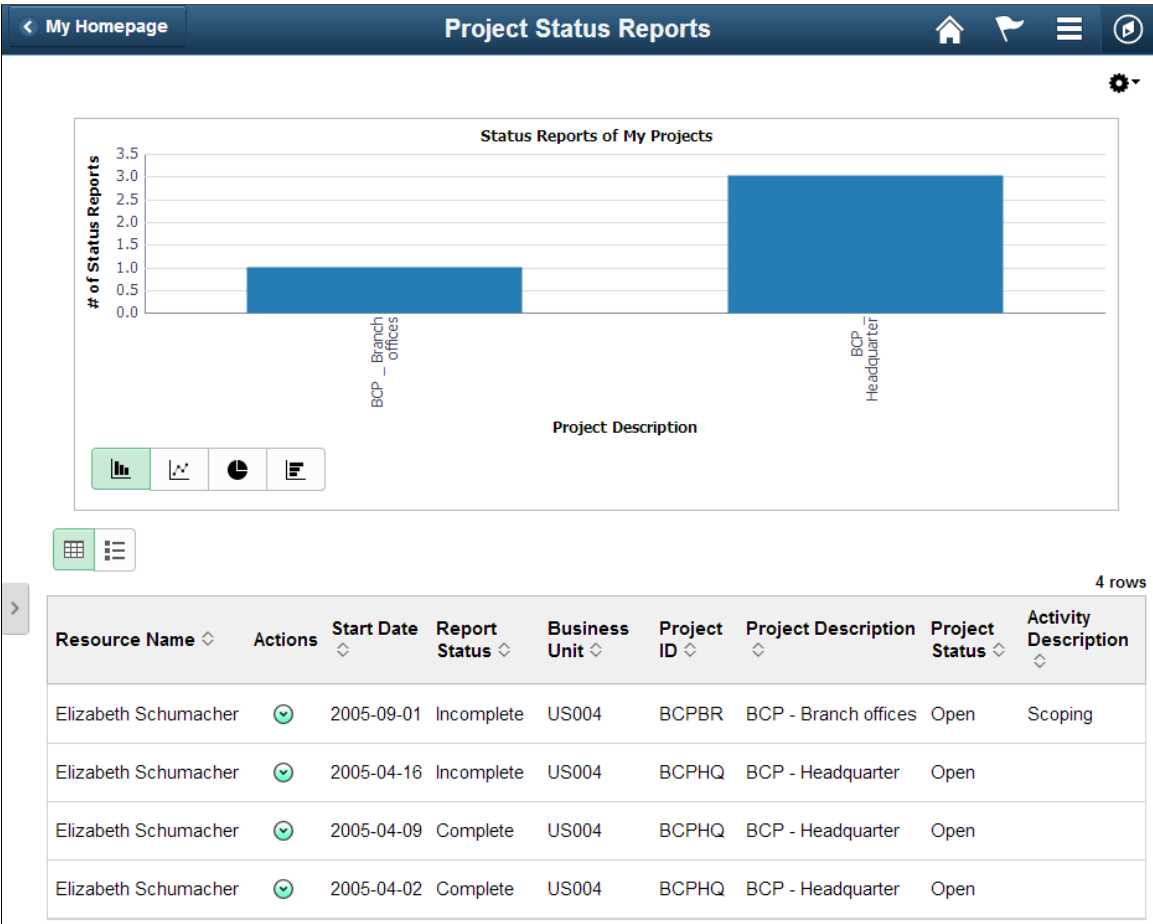 My Homepage
Project Status Reports
Status Reports of My Projects
# of Status Reports
3.5
3.0
2.5
2.0
1.5
1.0
0.5
0.0
BCP – Branch
offices
BCP –
Headquarter
Project Description
4 rows
Resource Name Actions Start Date Report Status Business Unit Project ID Project Description Project Status Activity Description
Elizabeth Schumacher 2005-09-01 Incomplete US004 BCPBR BCP - Branch offices Open Scoping
Elizabeth Schumacher 2005-04-16 Incomplete US004 BCPHQ BCP - Headquarter Open
Elizabeth Schumacher 2005-04-09 Complete US004 BCPHQ BCP - Headquarter Open
Elizabeth Schumacher 2005-04-02 Complete US004 BCPHQ BCP - Headquarter Open